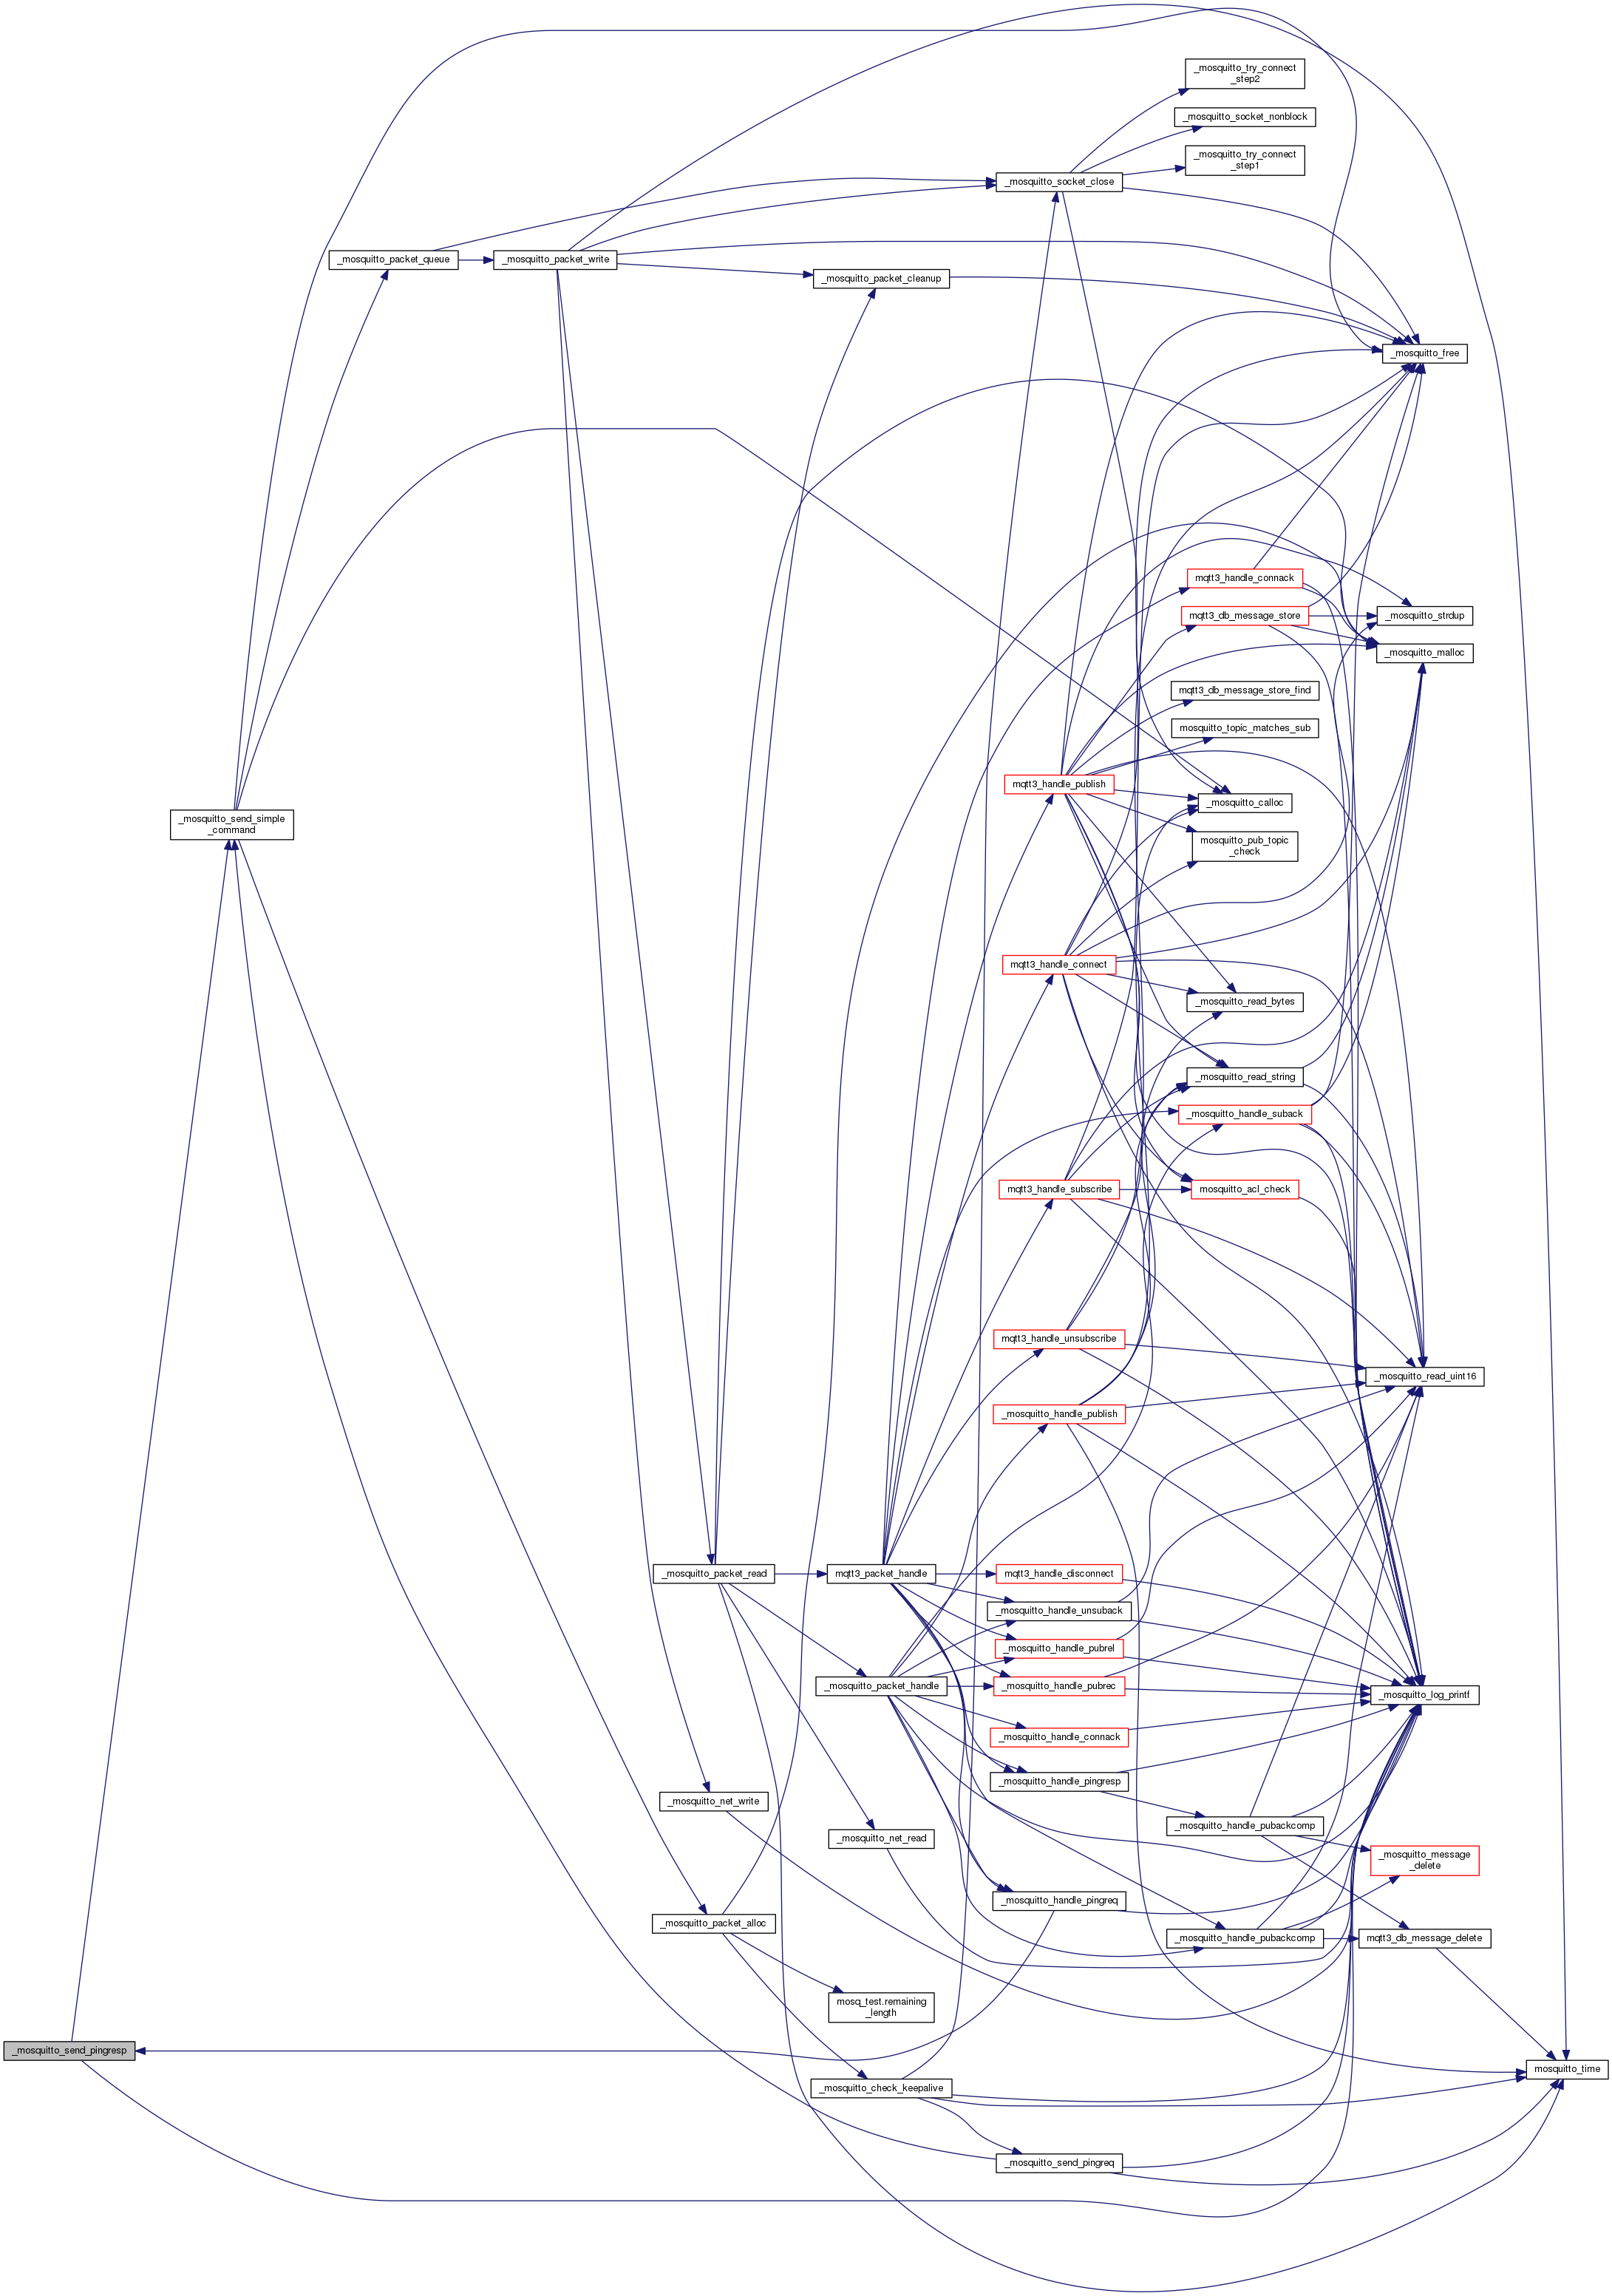 _mosquitto_try_connect
_step2
_mosquitto_socket_nonblock
_mosquitto_try_connect
_step1
_mosquitto_socket_close
_mosquitto_packet_queue
_mosquitto_packet_write
_mosquitto_packet_cleanup
_mosquitto_free
mqtt3_handle_connack
mqtt3_db_message_store
_mosquitto_strdup
_mosquitto_malloc
mqtt3_db_message_store_find
mosquitto_topic_matches_sub
mqtt3_handle_publish
_mosquitto_calloc
_mosquitto_send_simple
_command
mosquitto_pub_topic
_check
mqtt3_handle_connect
_mosquitto_read_bytes
_mosquitto_read_string
_mosquitto_handle_suback
mqtt3_handle_subscribe
mosquitto_acl_check
mqtt3_handle_unsubscribe
_mosquitto_read_uint16
_mosquitto_handle_publish
_mosquitto_packet_read
mqtt3_packet_handle
mqtt3_handle_disconnect
_mosquitto_handle_unsuback
_mosquitto_handle_pubrel
_mosquitto_packet_handle
_mosquitto_handle_pubrec
_mosquitto_log_printf
_mosquitto_handle_connack
_mosquitto_handle_pingresp
_mosquitto_net_write
_mosquitto_handle_pubackcomp
_mosquitto_net_read
_mosquitto_message
_delete
_mosquitto_handle_pingreq
_mosquitto_packet_alloc
_mosquitto_handle_pubackcomp
mqtt3_db_message_delete
mosq_test.remaining
_length
_mosquitto_send_pingresp
mosquitto_time
_mosquitto_check_keepalive
_mosquitto_send_pingreq